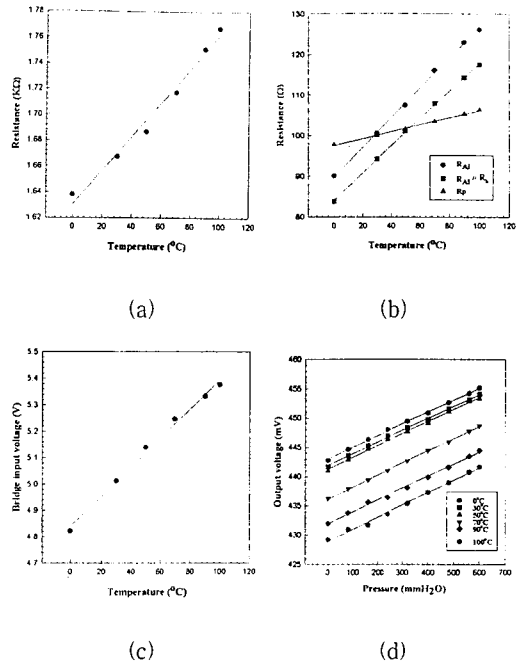 1.78
1.76
1.74
1.72
1.70
1.68
1.66
1.64
1.62
Resistance (KΩ)
0 20 40 60 80 100 120
Temperature (°C)
(a)
130
120
110
100
90
80
Resistance (Ω)
R_Al
R_Al // R_s
Rp
0 20 40 60 80 100 120
Temperature (°C)
(b)
5.5
5.4
5.3
5.2
5.1
5.0
4.9
4.8
4.7
Bridge input voltage (V)
0 20 40 60 80 100 120
Temperature (°C)
(c)
460
455
450
445
440
435
430
425
Output voltage (mV)
0°C
30°C
50°C
90°C
100°C
0 100 200 300 400 500 600 700
Pressure (mmH2O)
(d)